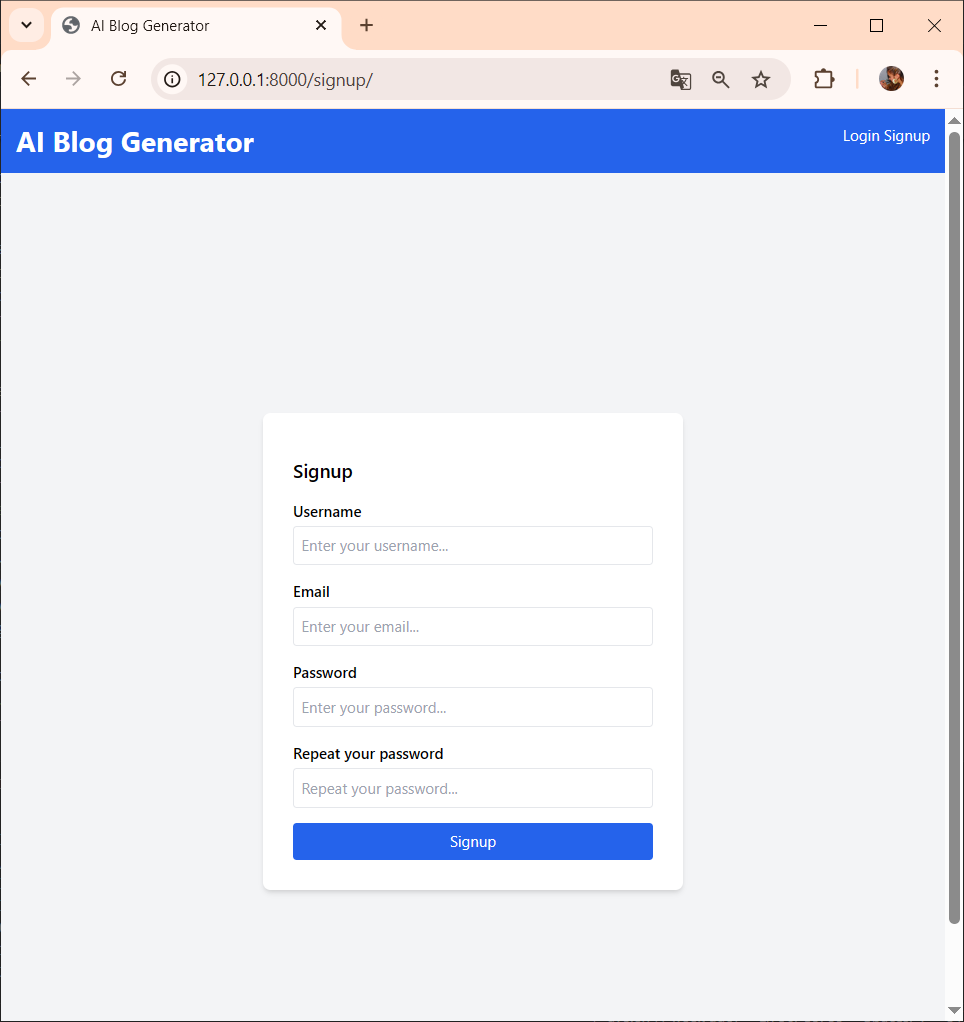 AI Blog Generator
127.0.0.1:8000/signup/
AI Blog Generator
Login Signup
Signup
Username
Enter your username...
Email
Enter your email...
Password
Enter your password...
Repeat your password
Repeat your password...
Signup